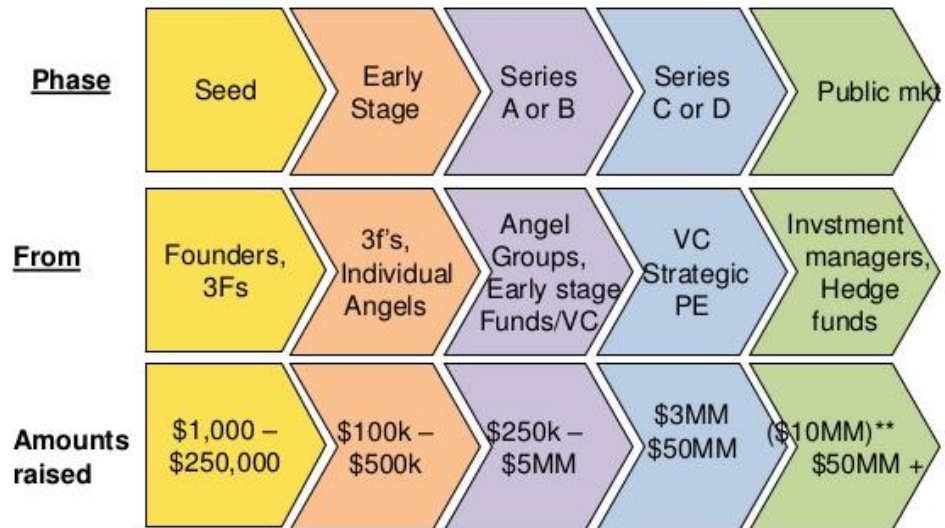 Phase
Seed
Early
Stage
Series
A or B
Series
C or D
Public mkt
From
Founders,
3Fs
3f's,
Individual
Angels
Angel
Groups,
Early stage
Funds/VC
VC
Strategic
PE
Invstment
managers,
Hedge
funds
Amounts
raised
$1,000 –
$250,000
$100k –
$500k
$250k –
$5MM
$3MM
$50MM
($10MM)**
$50MM +